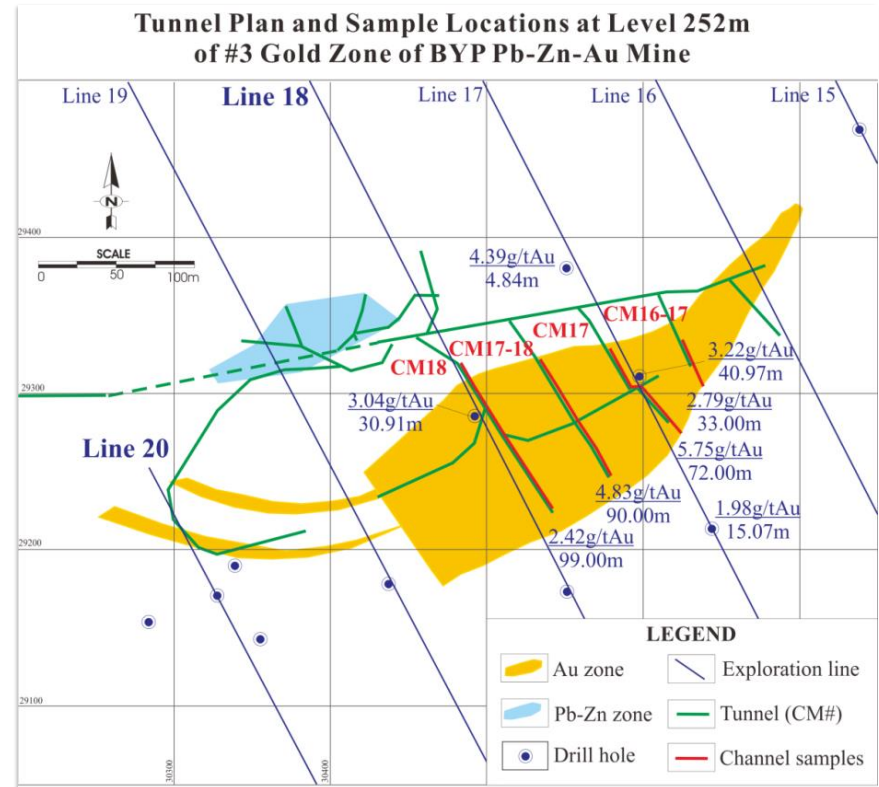 Tunnel Plan and Sample Locations at Level 252m
of #3 Gold Zone of BYP Pb-Zn-Au Mine
Line 19
Line 18
Line 17
Line 16
Line 15
N
SCALE
0 50 100m
29400
4.39g/tAu
4.84m
CM16-17
CM17
CM17-18
CM18
3.22g/tAu
40.97m
29300
3.04g/tAu
30.91m
2.79g/tAu
33.00m
Line 20
5.75g/tAu
72.00m
4.83g/tAu
90.00m
1.98g/tAu
15.07m
2.42g/tAu
99.00m
29200
29100
30300
30400
LEGEND
Au zone
Exploration line
Pb-Zn zone
Tunnel (CM#)
Drill hole
Channel samples